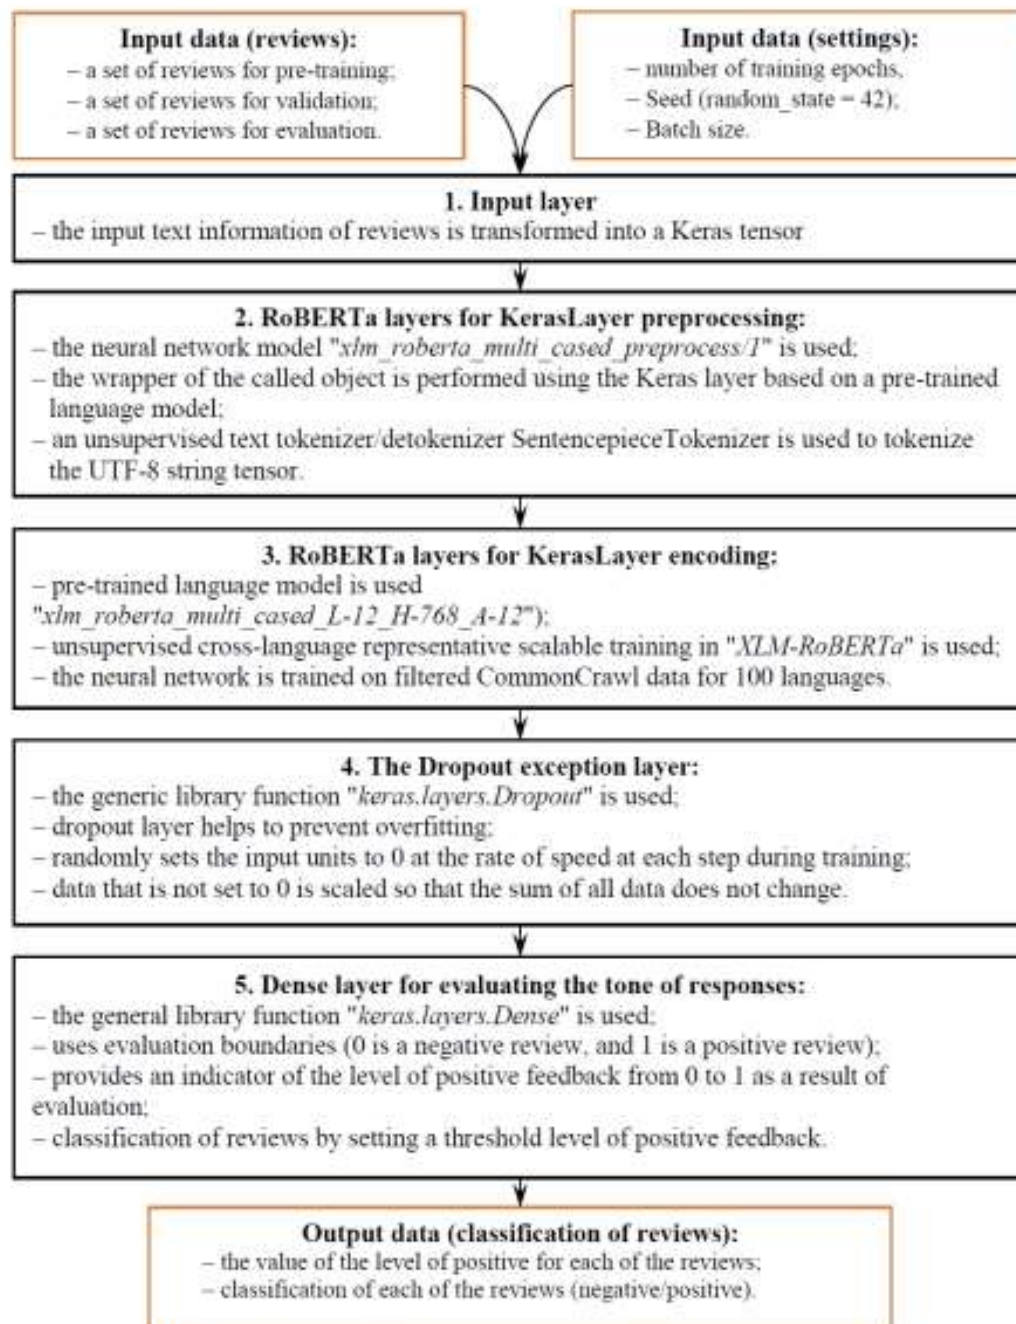 Input data (reviews):
– a set of reviews for pre-training;
– a set of reviews for validation;
– a set of reviews for evaluation.
Input data (settings):
– number of training epochs,
– Seed (random_state = 42);
– Batch size.
1. Input layer
– the input text information of reviews is transformed into a Keras tensor
2. RoBERTa layers for KerasLayer preprocessing:
– the neural network model "xlm_roberta_multi_cased_preprocess/1" is used;
– the wrapper of the called object is performed using the Keras layer based on a pre-trained
language model;
– an unsupervised text tokenizer/detokenizer SentencepieceTokenizer is used to tokenize
the UTF-8 string tensor.
3. RoBERTa layers for KerasLayer encoding:
– pre-trained language model is used
"xlm_roberta_multi_cased_L-12_H-768_A-12");
– unsupervised cross-language representative scalable training in "XLM-RoBERTa" is used;
– the neural network is trained on filtered CommonCrawl data for 100 languages.
4. The Dropout exception layer:
– the generic library function "keras.layers.Dropout" is used;
– dropout layer helps to prevent overfitting;
– randomly sets the input units to 0 at the rate of speed at each step during training;
– data that is not set to 0 is scaled so that the sum of all data does not change.
5. Dense layer for evaluating the tone of responses:
– the general library function "keras.layers.Dense" is used;
– uses evaluation boundaries (0 is a negative review, and 1 is a positive review);
– provides an indicator of the level of positive feedback from 0 to 1 as a result of
evaluation;
– classification of reviews by setting a threshold level of positive feedback.
Output data (classification of reviews):
– the value of the level of positive for each of the reviews;
– classification of each of the reviews (negative/positive).